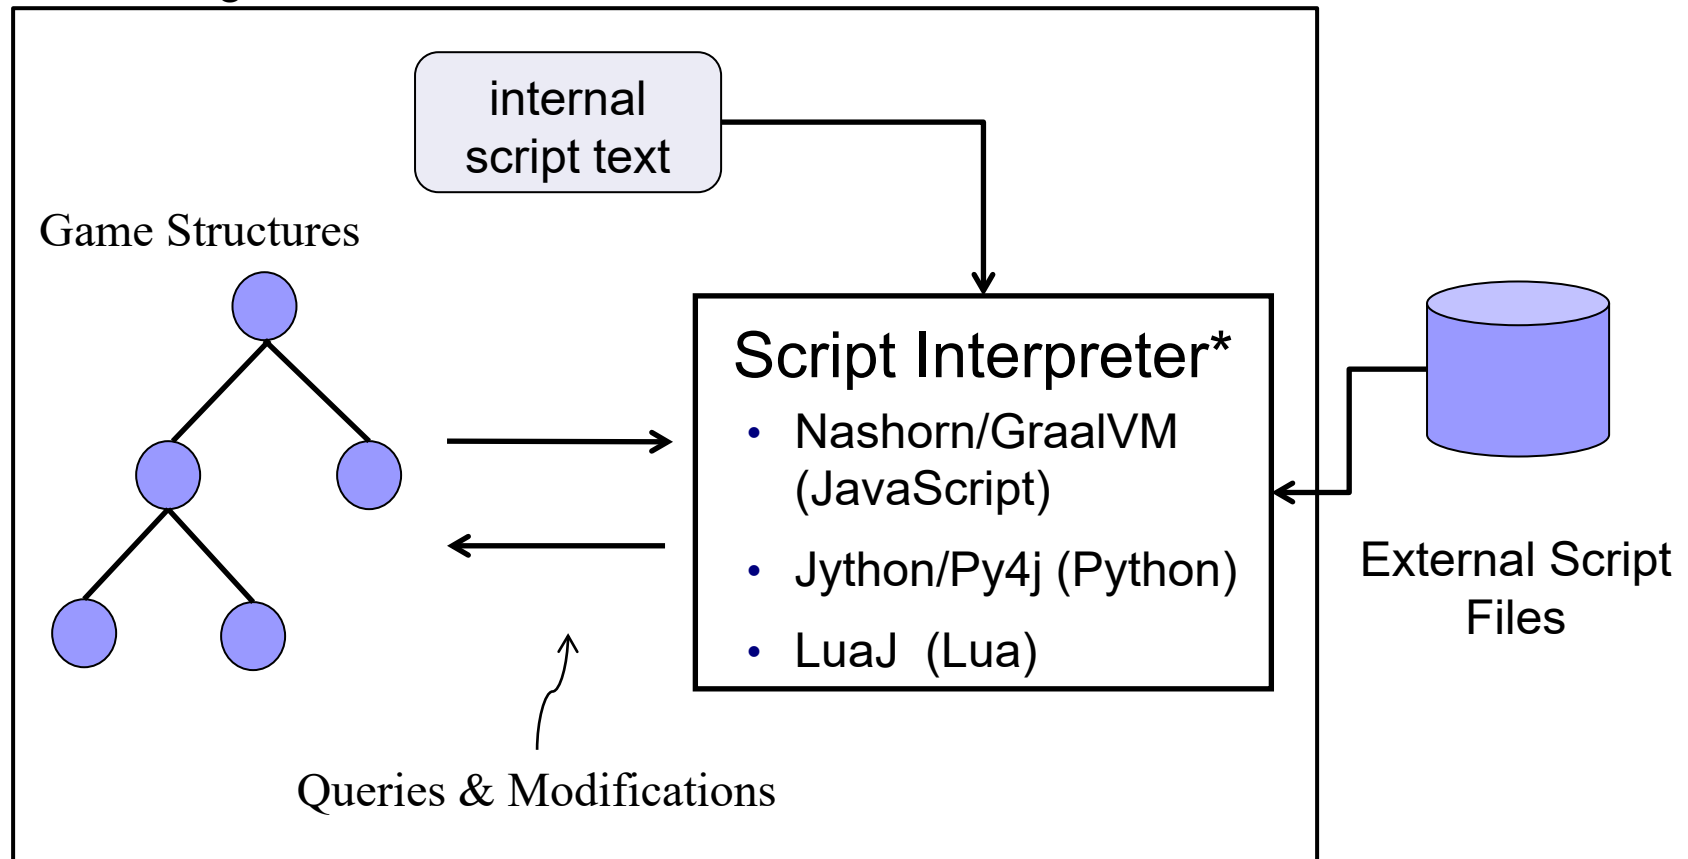 internal
script text
Game Structures
Script Interpreter*
• Nashorn/GraalVM
(JavaScript)
• Jython/Py4j (Python)
• LuaJ (Lua)
External Script
Files
Queries & Modifications